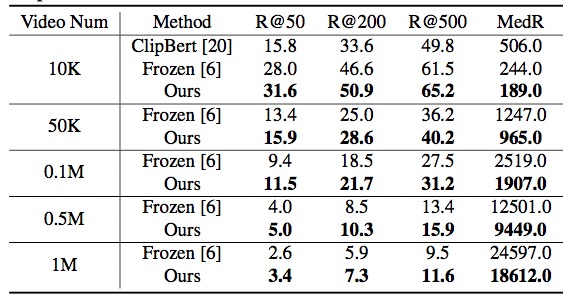 Video Num Method R@50 R@200 R@500 MedR
ClipBert [20] 15.8 33.6 49.8 506.0
10K Frozen [6] 28.0 46.6 61.5 244.0
Ours 31.6 50.9 65.2 189.0
50K Frozen [6] 13.4 25.0 36.2 1247.0
Ours 15.9 28.6 40.2 965.0
0.1M Frozen [6] 9.4 18.5 27.5 2519.0
Ours 11.5 21.7 31.2 1907.0
0.5M Frozen [6] 4.0 8.5 13.4 12501.0
Ours 5.0 10.3 15.9 9449.0
1M Frozen [6] 2.6 5.9 9.5 24597.0
Ours 3.4 7.3 11.6 18612.0